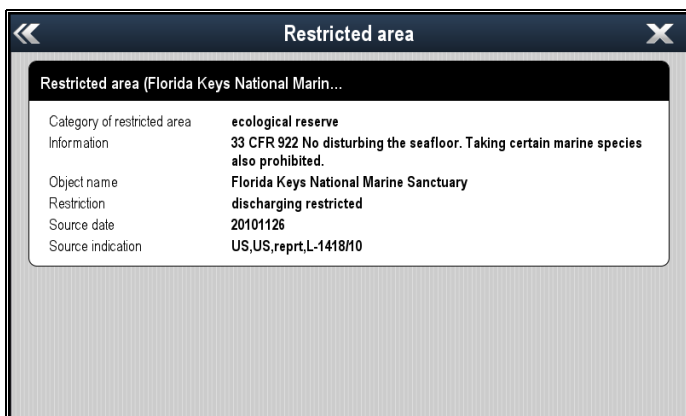 Restricted area
Restricted area (Florida Keys National Marin...
Category of restricted area ecological reserve
Information 33 CFR 922 No disturbing the seafloor. Taking certain marine species
also prohibited.
Object name Florida Keys National Marine Sanctuary
Restriction discharging restricted
Source date 20101126
Source indication US,US,reprt,L-1418/10